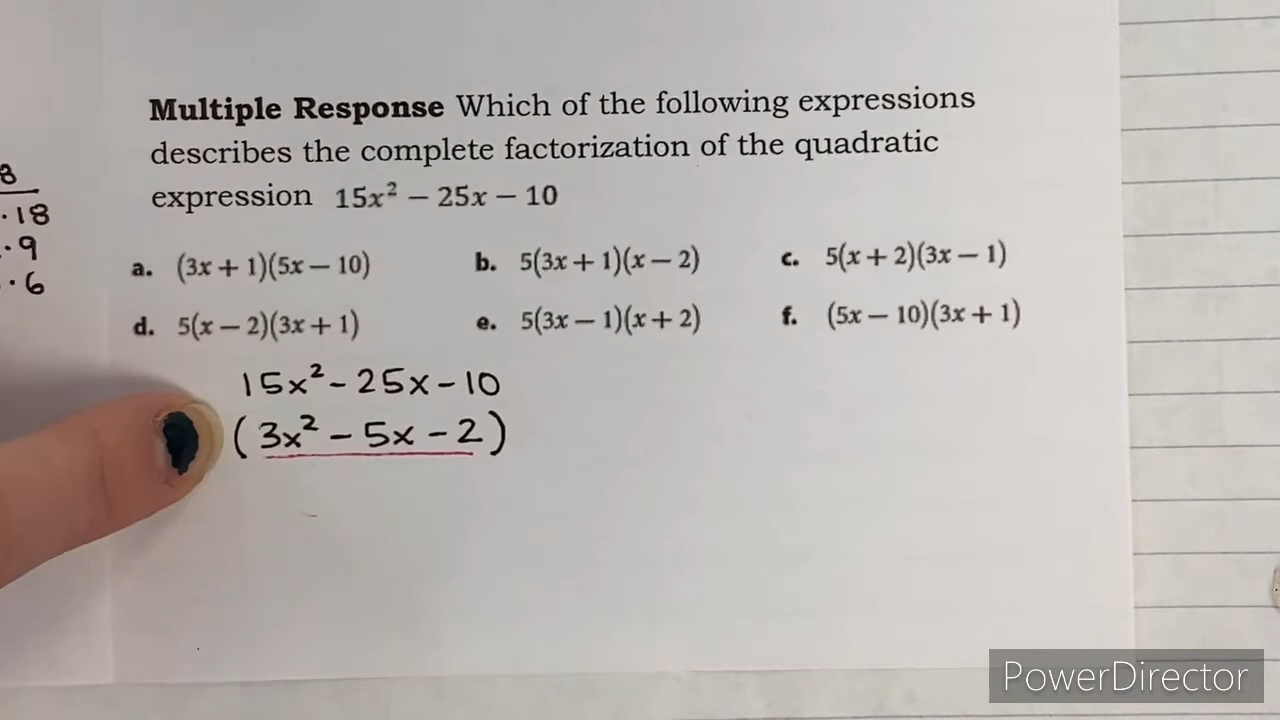 Multiple Response Which of the following expressions
describes the complete factorization of the quadratic
expression 15x² − 25x − 10
a. (3x + 1)(5x − 10) b. 5(3x + 1)(x − 2) c. 5(x + 2)(3x − 1)
d. 5(x − 2)(3x + 1) e. 5(3x − 1)(x + 2) f. (5x − 10)(3x + 1)
8
·18
·9
·6
15x² - 25x - 10
(3x² - 5x - 2)
PowerDirector